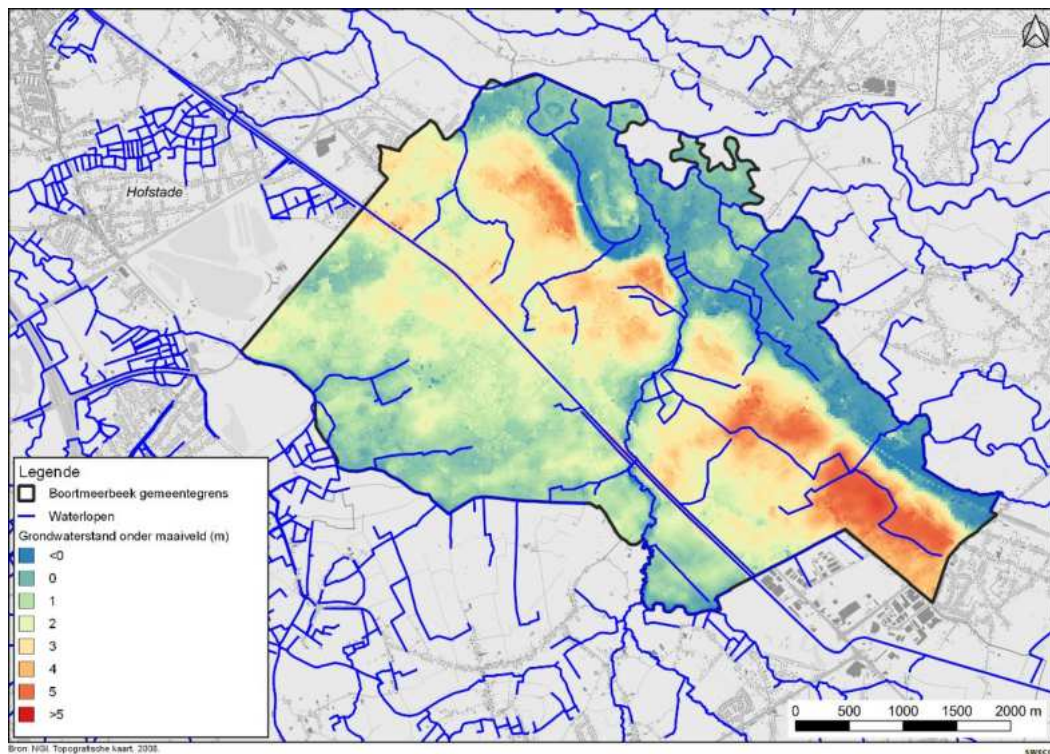 Hofstade
Legende
Boortmeerbeek gemeentegrens
Waterlopen
Grondwaterstand onder maaiveld (m)
<0
0
1
2
3
4
5
>5
0 500 1000 1500 2000 m
Bron: NGI, Topografische kaart, 2008.
SWECO